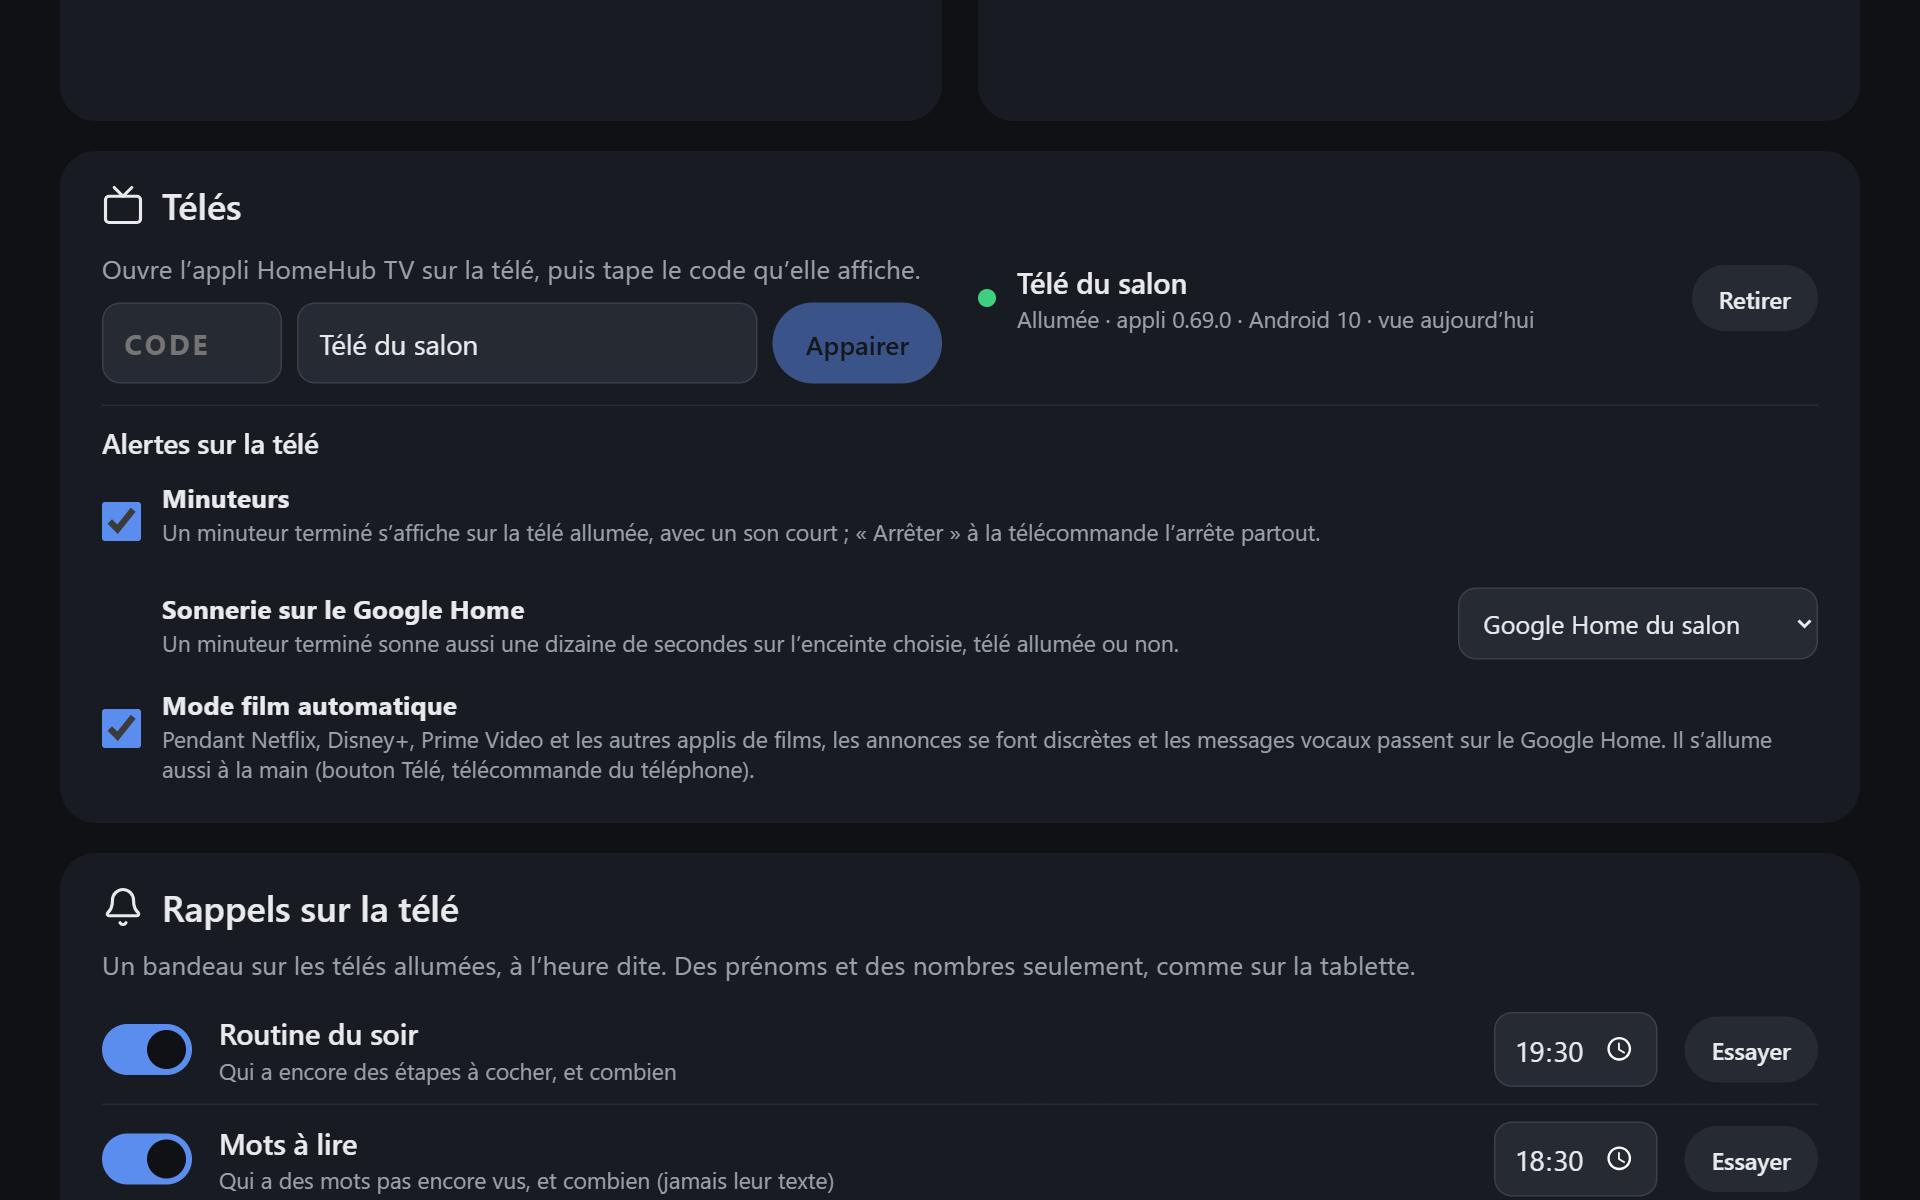 Télés
Ouvre l’appli HomeHub TV sur la télé, puis tape le code qu’elle affiche.
CODE
Télé du salon
Appairer
Télé du salon
Allumée · appli 0.69.0 · Android 10 · vue aujourd’hui
Retirer
Alertes sur la télé
Minuteurs
Un minuteur terminé s’affiche sur la télé allumée, avec un son court ; « Arrêter » à la télécommande l’arrête partout.
Sonnerie sur le Google Home
Un minuteur terminé sonne aussi une dizaine de secondes sur l’enceinte choisie, télé allumée ou non.
Google Home du salon
Mode film automatique
Pendant Netflix, Disney+, Prime Video et les autres applis de films, les annonces se font discrètes et les messages vocaux passent sur le Google Home. Il s’allume
aussi à la main (bouton Télé, télécommande du téléphone).
Rappels sur la télé
Un bandeau sur les télés allumées, à l’heure dite. Des prénoms et des nombres seulement, comme sur la tablette.
Routine du soir
Qui a encore des étapes à cocher, et combien
19:30
Essayer
Mots à lire
Qui a des mots pas encore vus, et combien (jamais leur texte)
18:30
Essayer